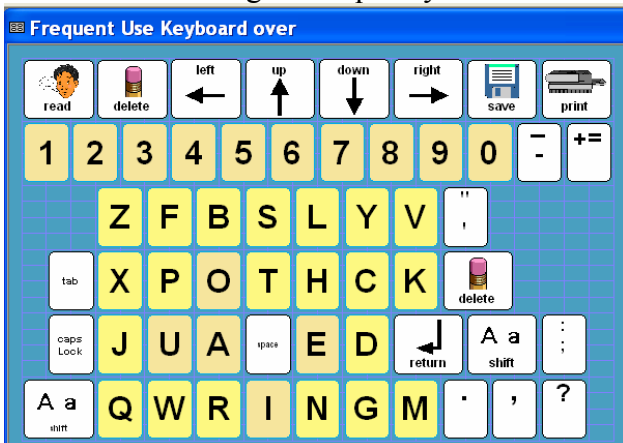 Frequent Use Keyboard over
read delete left up down right save print
1 2 3 4 5 6 7 8 9 0 – - +=
Z F B S L Y V " '
tab X P O T H C K delete
caps Lock J U A space E D return A a shift : ;
A a shift Q W R I N G M . , ?